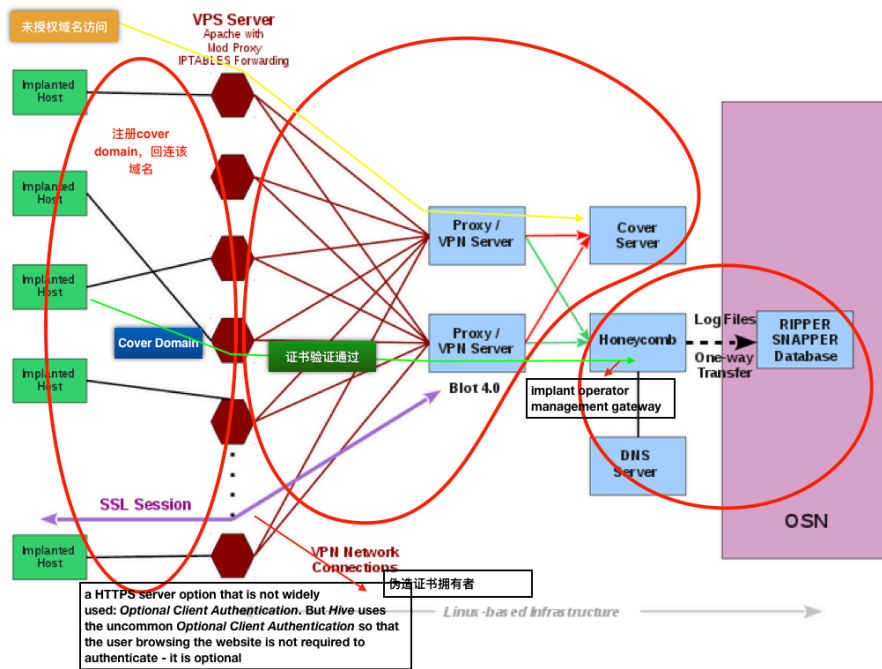 未授权域名访问
VPS Server
Apache with
Mod Proxy
IPTABLES Forwarding
Implanted
Host
注册cover
domain，回连该
域名
Implanted
Host
Proxy /
VPN Server
Cover
Server
Implanted
Host
Cover Domain
证书验证通过
Proxy /
VPN Server
Blot 4.0
Honeycomb
Log Files
One-way
Transfer
RIPPER
SNAPPER
Database
implant operator
management gateway
Implanted
Host
DNS
Server
SSL Session
OSN
Implanted
Host
VPN Network
Connections
伪造证书拥有者
a HTTPS server option that is not widely
used: Optional Client Authentication. But Hive uses
the uncommon Optional Client Authentication so that
the user browsing the website is not required to
authenticate - it is optional
Linux-based Infrastructure